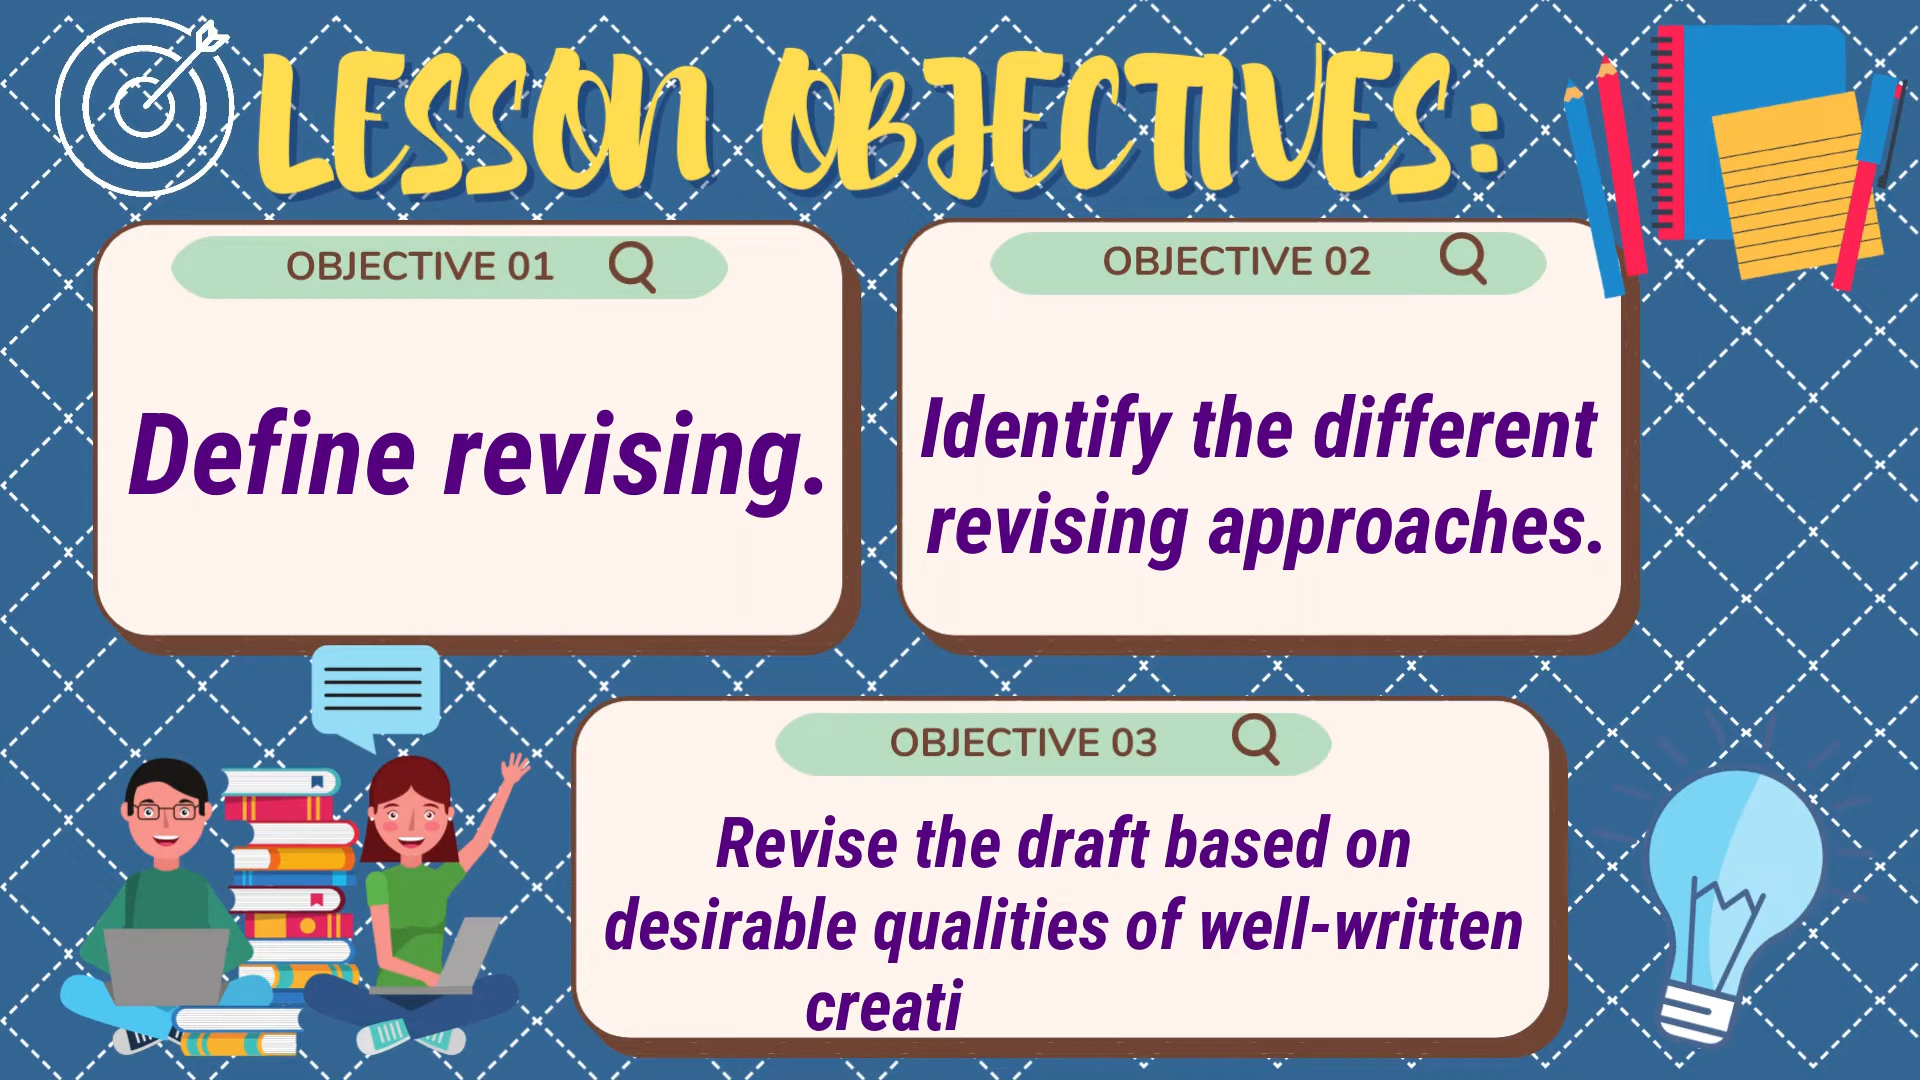 LESSON OBJECTIVES:
OBJECTIVE 01
Define revising.
OBJECTIVE 02
Identify the different
revising approaches.
OBJECTIVE 03
Revise the draft based on
desirable qualities of well-written
creati